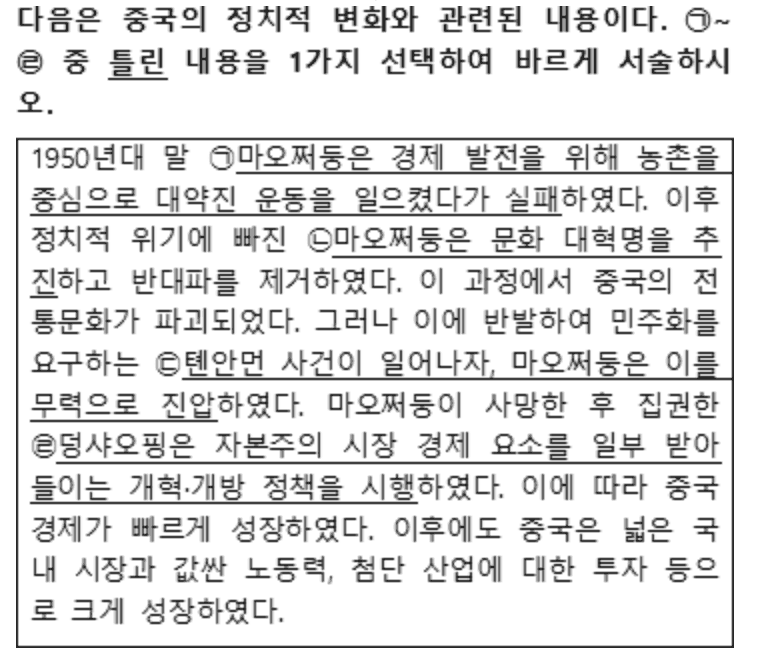 다음은 중국의 정치적 변화와 관련된 내용이다. ㉠~
㉣ 중 틀린 내용을 1가지 선택하여 바르게 서술하시
오.
1950년대 말 ㉠마오쩌둥은 경제 발전을 위해 농촌을
중심으로 대약진 운동을 일으켰다가 실패하였다. 이후
정치적 위기에 빠진 ㉡마오쩌둥은 문화 대혁명을 추
진하고 반대파를 제거하였다. 이 과정에서 중국의 전
통문화가 파괴되었다. 그러나 이에 반발하여 민주화를
요구하는 ㉢톈안먼 사건이 일어나자, 마오쩌둥은 이를
무력으로 진압하였다. 마오쩌둥이 사망한 후 집권한
㉣덩샤오핑은 자본주의 시장 경제 요소를 일부 받아
들이는 개혁·개방 정책을 시행하였다. 이에 따라 중국
경제가 빠르게 성장하였다. 이후에도 중국은 넓은 국
내 시장과 값싼 노동력, 첨단 산업에 대한 투자 등으
로 크게 성장하였다.